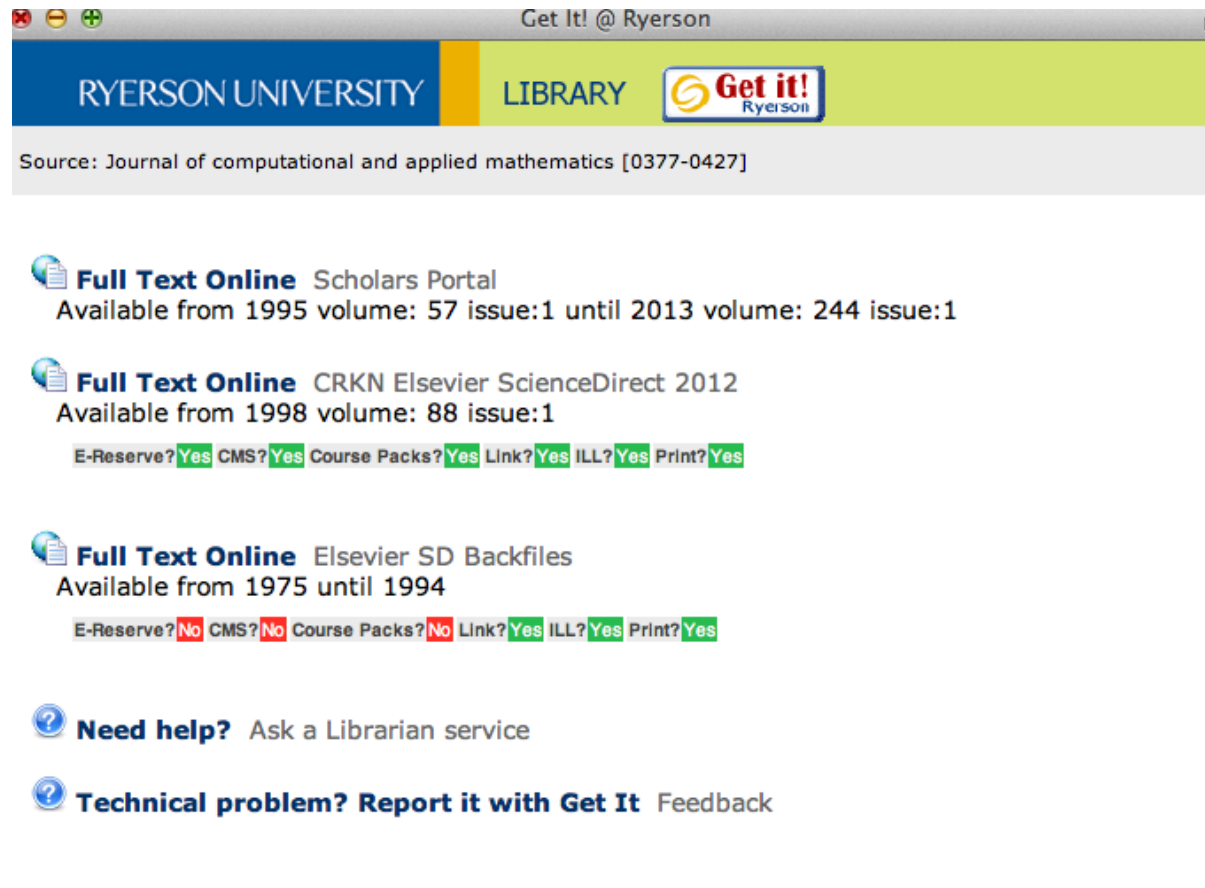 Get It! @ Ryerson
RYERSON UNIVERSITY LIBRARY Get it! Ryerson
Source: Journal of computational and applied mathematics [0377-0427]
Full Text Online Scholars Portal
Available from 1995 volume: 57 issue:1 until 2013 volume: 244 issue:1
Full Text Online CRKN Elsevier ScienceDirect 2012
Available from 1998 volume: 88 issue:1
E-Reserve? Yes CMS? Yes Course Packs? Yes Link? Yes ILL? Yes Print? Yes
Full Text Online Elsevier SD Backfiles
Available from 1975 until 1994
E-Reserve? No CMS? No Course Packs? No Link? Yes ILL? Yes Print? Yes
Need help? Ask a Librarian service
Technical problem? Report it with Get It Feedback